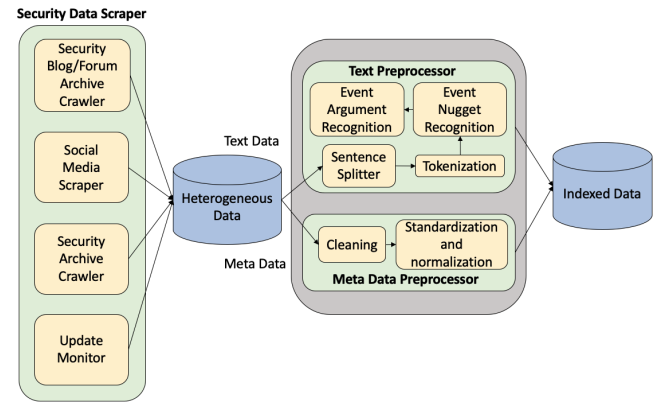 Security Data Scraper
Security
Blog/Forum
Archive
Crawler
Social
Media
Scraper
Security
Archive
Crawler
Update
Monitor
Heterogeneous
Data
Text Data
Meta Data
Text Preprocessor
Event
Argument
Recognition
Event
Nugget
Recognition
Sentence
Splitter
Tokenization
Cleaning
Standardization
and
normalization
Meta Data Preprocessor
Indexed Data